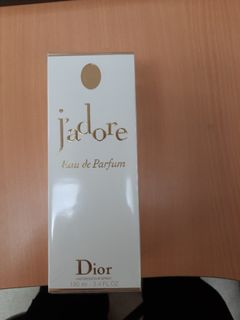 j'adore
Eau de Parfum
Dior
100 ml - 3.4 FL.OZ